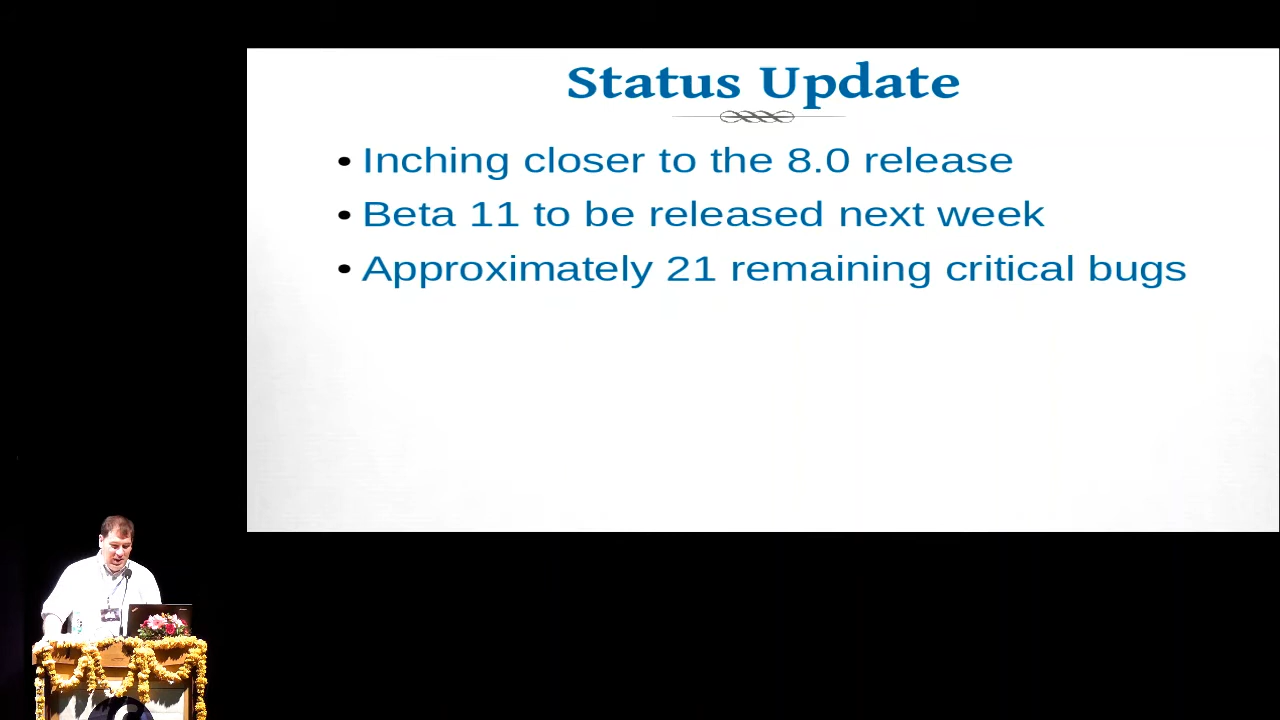 Status Update
• Inching closer to the 8.0 release
• Beta 11 to be released next week
• Approximately 21 remaining critical bugs